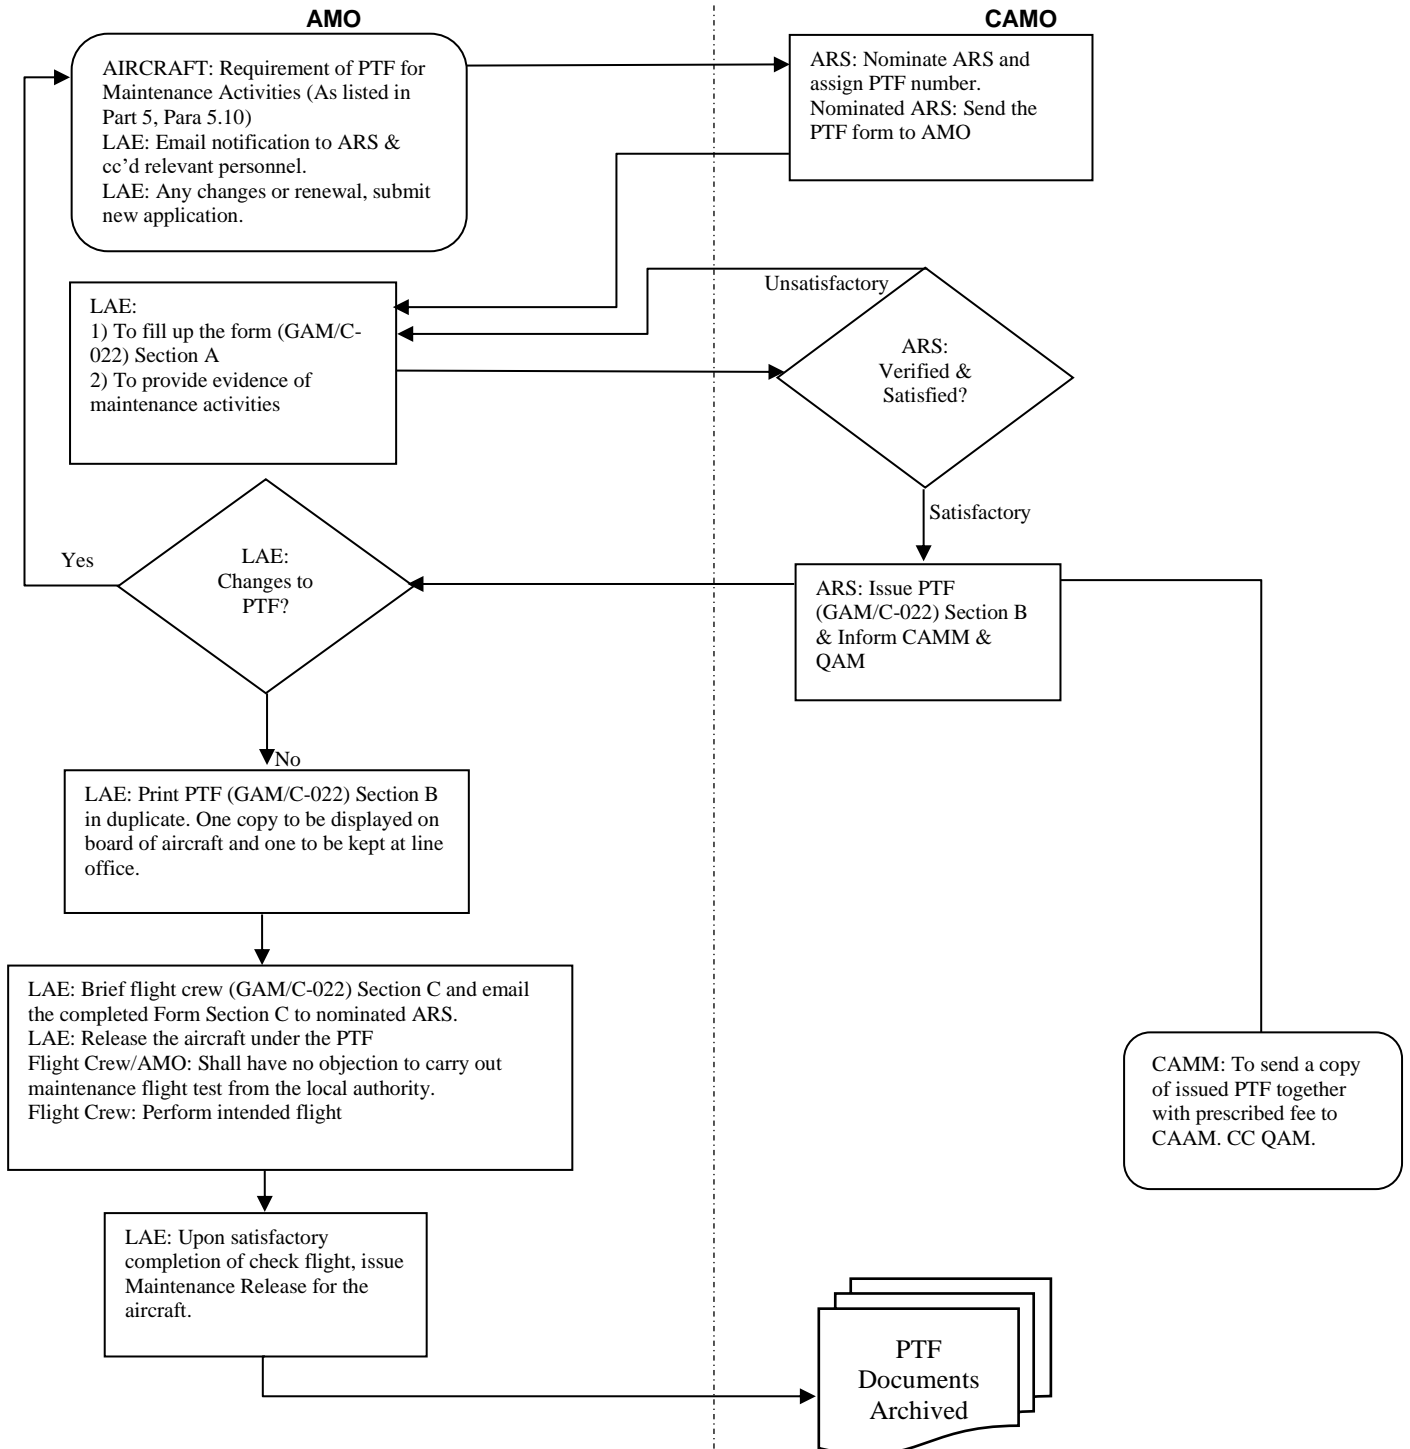 AMO
CAMO
AIRCRAFT: Requirement of PTF for
Maintenance Activities (As listed in
Part 5, Para 5.10)
LAE: Email notification to ARS &
cc’d relevant personnel.
LAE: Any changes or renewal, submit
new application.
ARS: Nominate ARS and
assign PTF number.
Nominated ARS: Send the
PTF form to AMO
LAE:
1) To fill up the form (GAM/C-
022) Section A
2) To provide evidence of
maintenance activities
Unsatisfactory
ARS:
Verified &
Satisfied?
Satisfactory
Yes
LAE:
Changes to
PTF?
ARS: Issue PTF
(GAM/C-022) Section B
& Inform CAMM &
QAM
No
LAE: Print PTF (GAM/C-022) Section B
in duplicate. One copy to be displayed on
board of aircraft and one to be kept at line
office.
LAE: Brief flight crew (GAM/C-022) Section C and email
the completed Form Section C to nominated ARS.
LAE: Release the aircraft under the PTF
Flight Crew/AMO: Shall have no objection to carry out
maintenance flight test from the local authority.
Flight Crew: Perform intended flight
CAMM: To send a copy
of issued PTF together
with prescribed fee to
CAAM. CC QAM.
LAE: Upon satisfactory
completion of check flight, issue
Maintenance Release for the
aircraft.
PTF
Documents
Archived